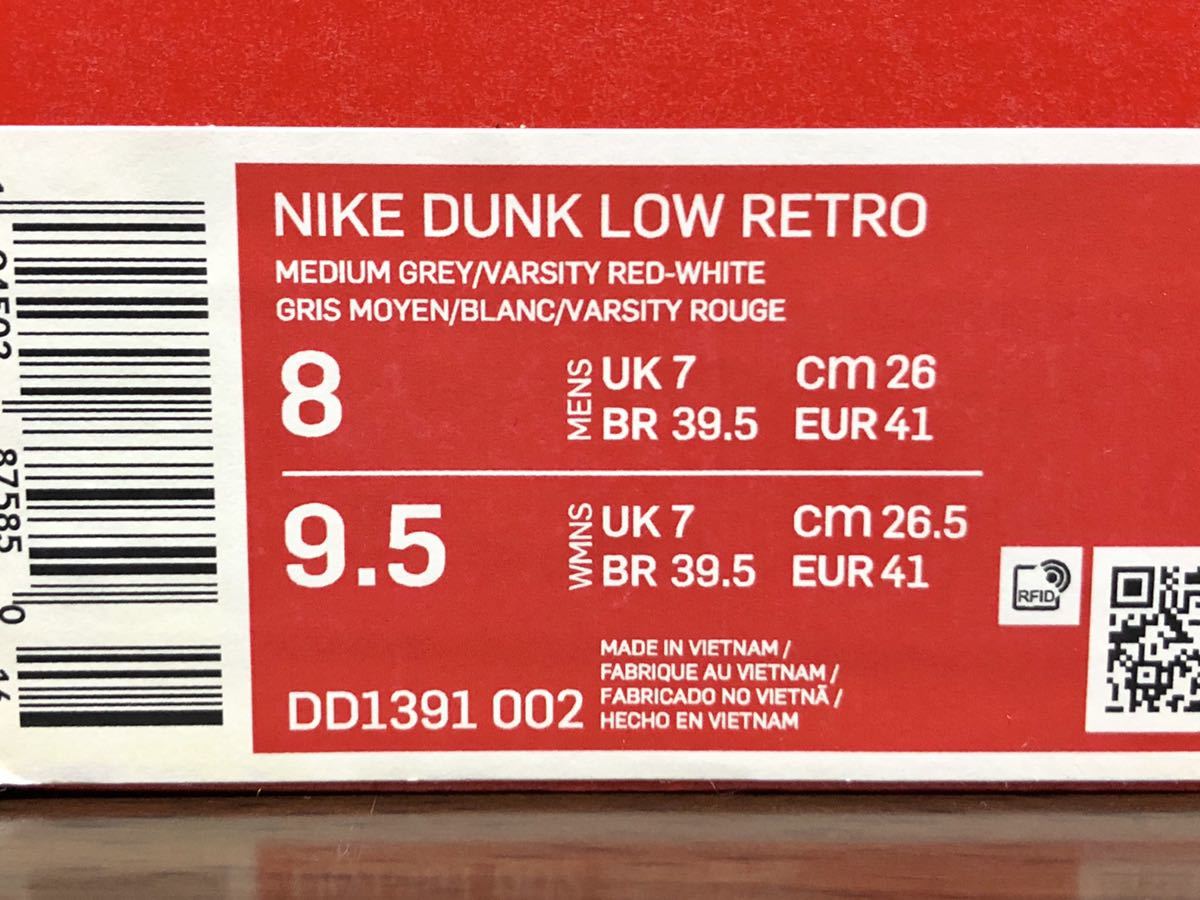 NIKE DUNK LOW RETRO
MEDIUM GREY/VARSITY RED-WHITE
GRIS MOYEN/BLANC/VARSITY ROUGE
8 MENS UK 7 cm 26
BR 39.5 EUR 41
9.5 WMNS UK 7 cm 26.5
BR 39.5 EUR 41
RFID
DD1391 002
MADE IN VIETNAM /
FABRIQUE AU VIETNAM /
FABRICADO NO VIETNÃ /
HECHO EN VIETNAM
87585 0